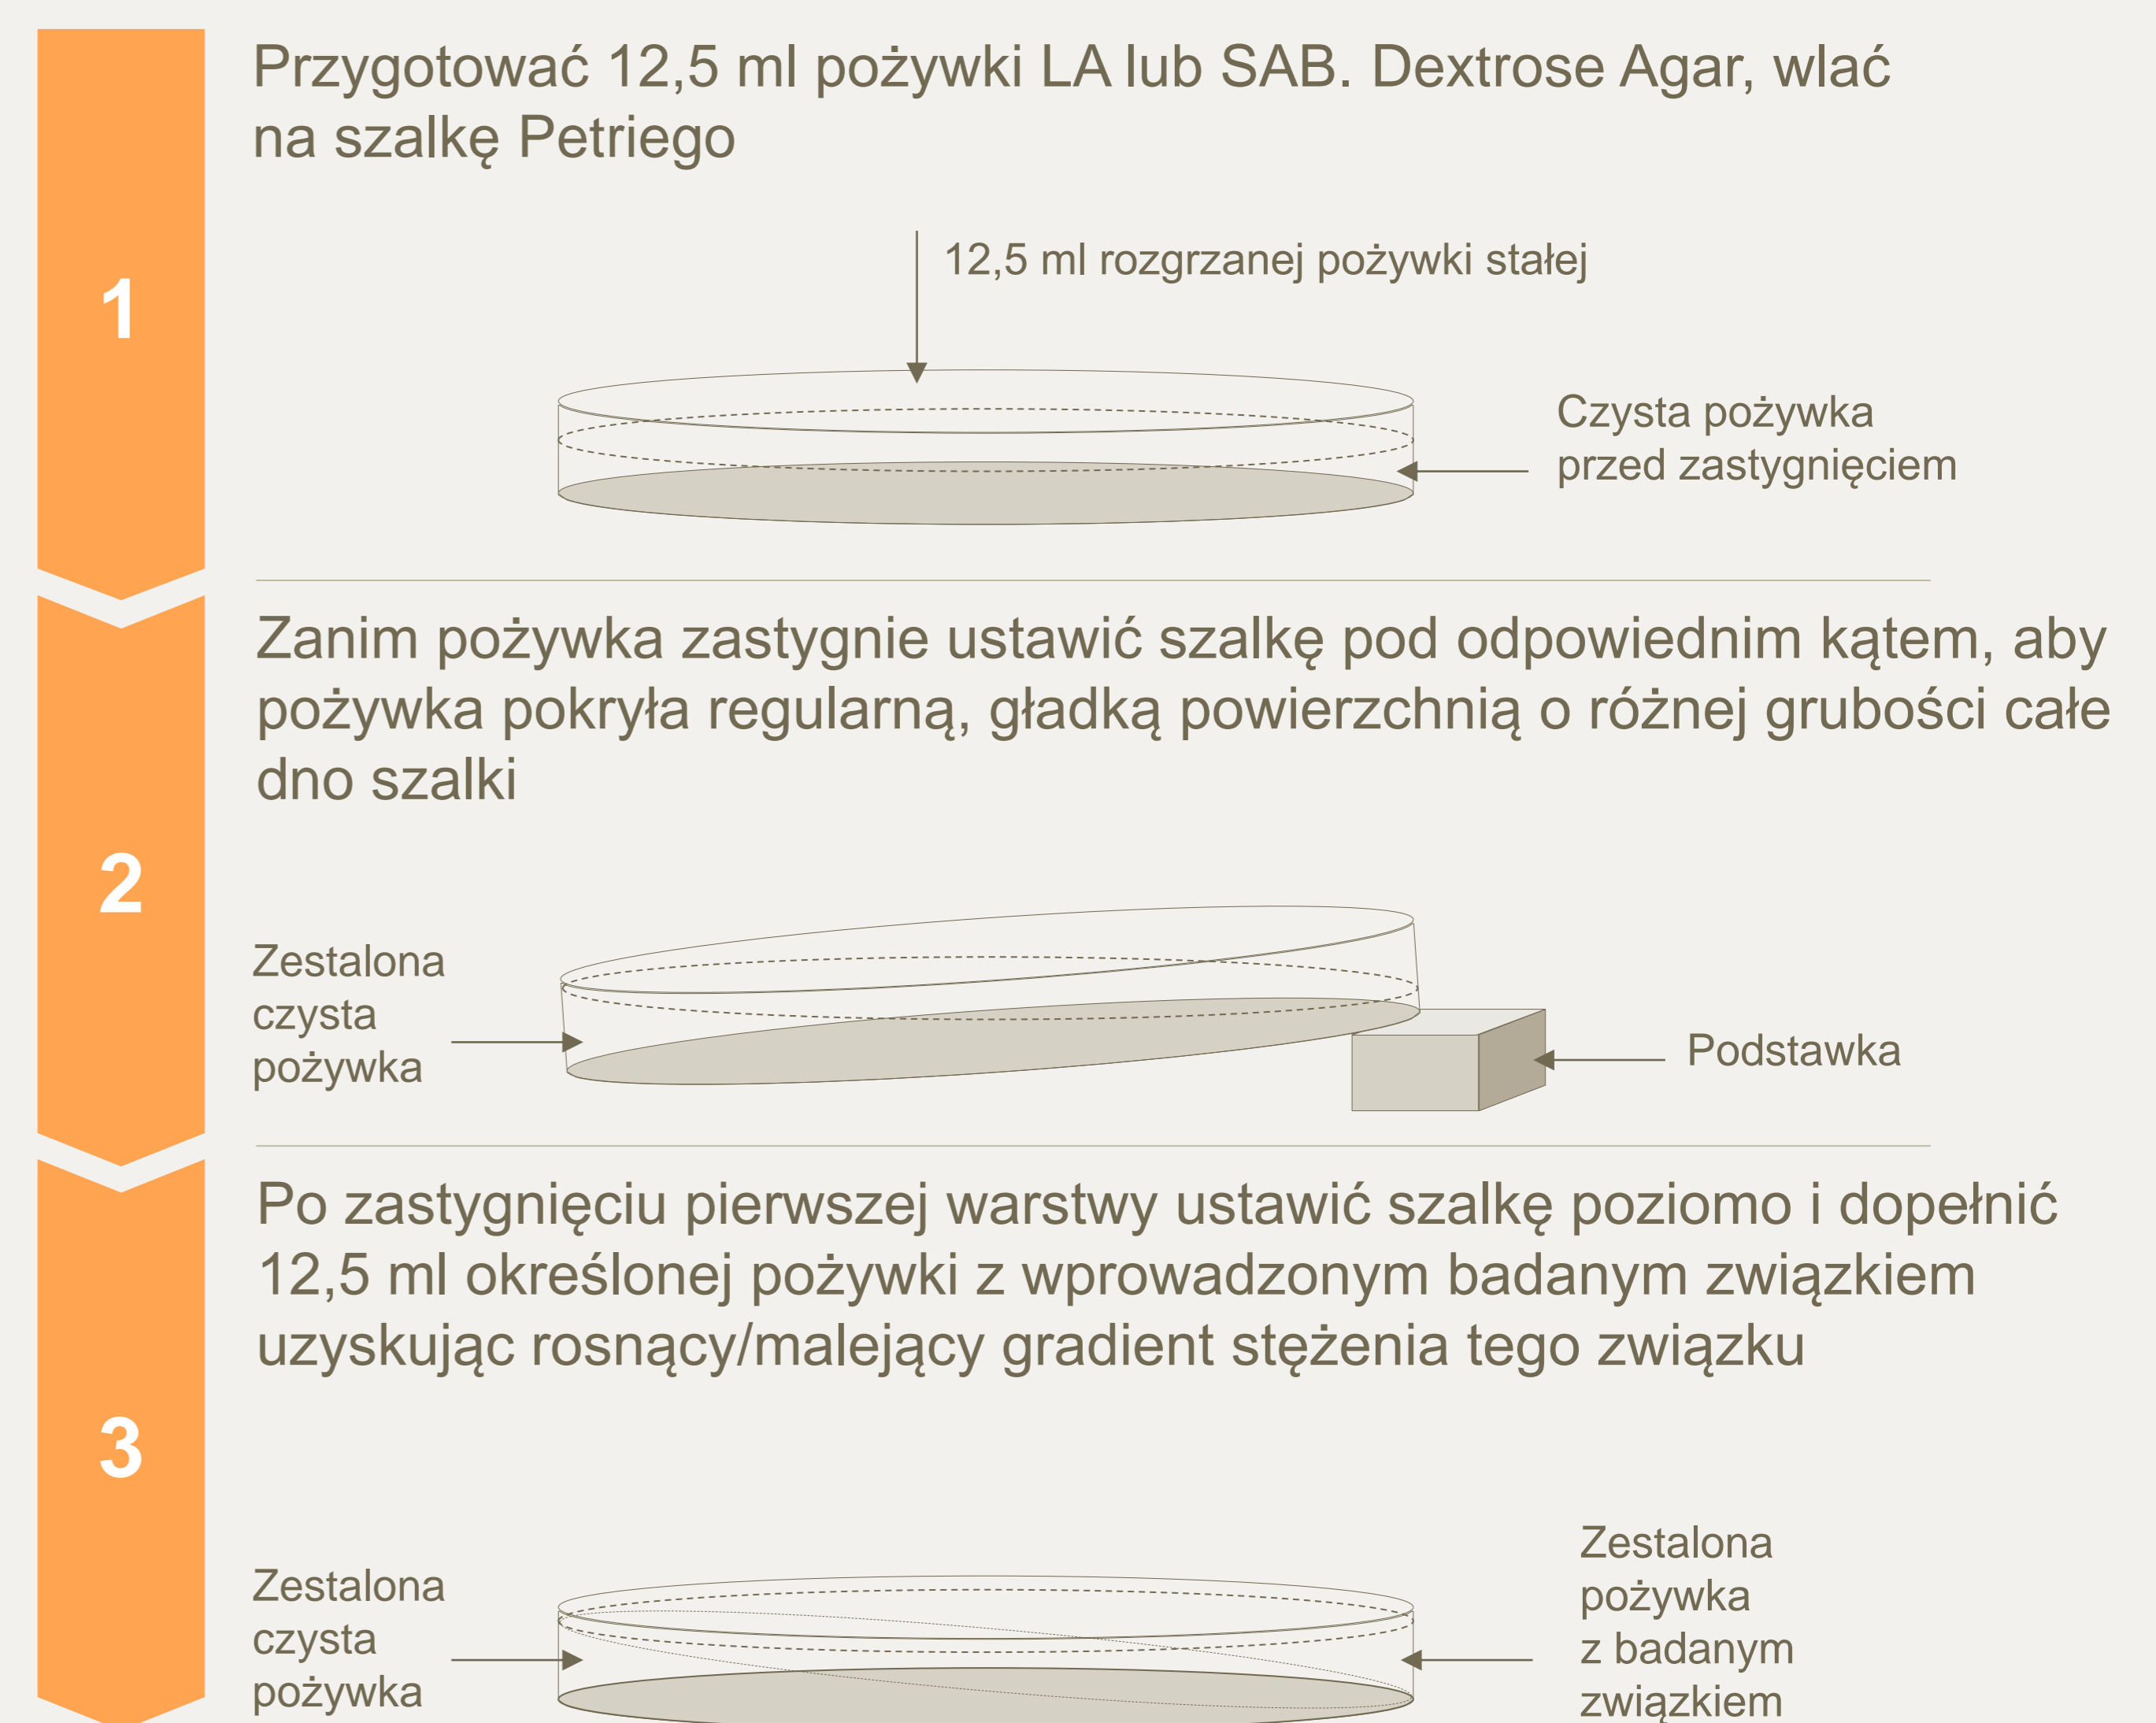 1
Przygotować 12,5 ml pożywki LA lub SAB. Dextrose Agar, wlać
na szalkę Petriego
12,5 ml rozgrzanej pożywki stałej
Czysta pożywka
przed zastygnięciem
2
Zanim pożywka zastygnie ustawić szalkę pod odpowiednim kątem, aby
pożywka pokryła regularną, gładką powierzchnią o różnej grubości całe
dno szalki
Zestalona
czysta
pożywka
Podstawka
3
Po zastygnięciu pierwszej warstwy ustawić szalkę poziomo i dopełnić
12,5 ml określonej pożywki z wprowadzonym badanym związkiem
uzyskując rosnący/malejący gradient stężenia tego związku
Zestalona
czysta
pożywka
Zestalona
pożywka
z badanym
związkiem